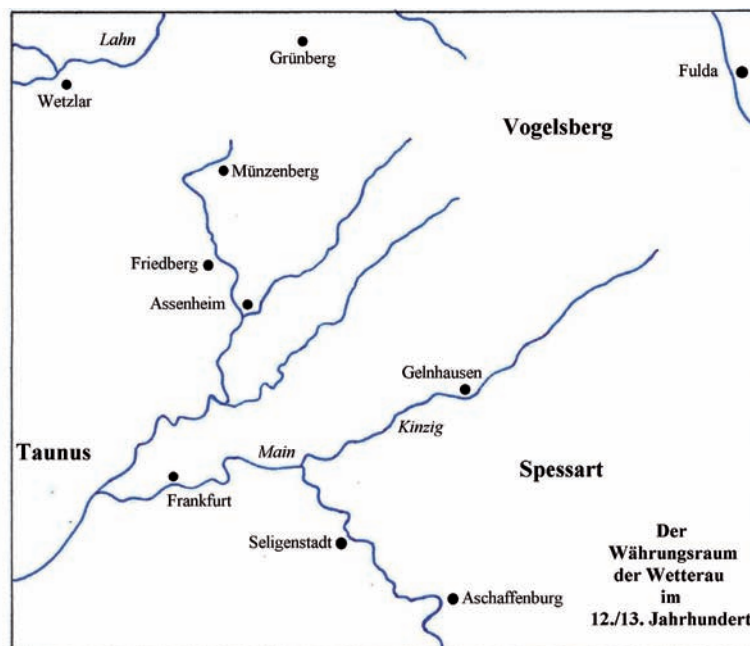 Lahn
Grünberg
Fulda
Wetzlar
Vogelsberg
Münzenberg
Friedberg
Assenheim
Gelnhausen
Kinzig
Taunus
Main
Spessart
Frankfurt
Seligenstadt
Aschaffenburg
Der
Währungsraum
der Wetterau
im
12./13. Jahrhundert